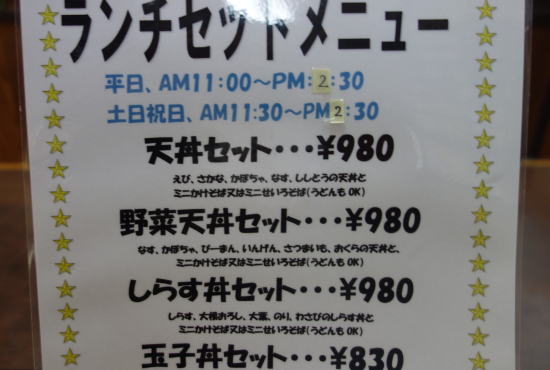 ランチセットメニュー
平日、AM11:00～PM:2:30
土日祝日、AM11:30～PM2:30
天丼セット・・・¥980
えび、さかな、かぼちゃ、なす、ししとうの天丼と
ミニかけそば又はミニせいろそば(うどんもOK)
野菜天丼セット・・・¥980
なす、かぼちゃ、ぴーまん、いんげん、さつまいも、おくらの天丼と、
ミニかけそば又はミニせいろそば(うどんもOK)
しらす丼セット・・・¥980
しらす、大根おろし、大葉、のり、わさびのしらす丼と
ミニかけそば又はミニせいろそば(うどんもOK)
玉子丼セット・・・¥830